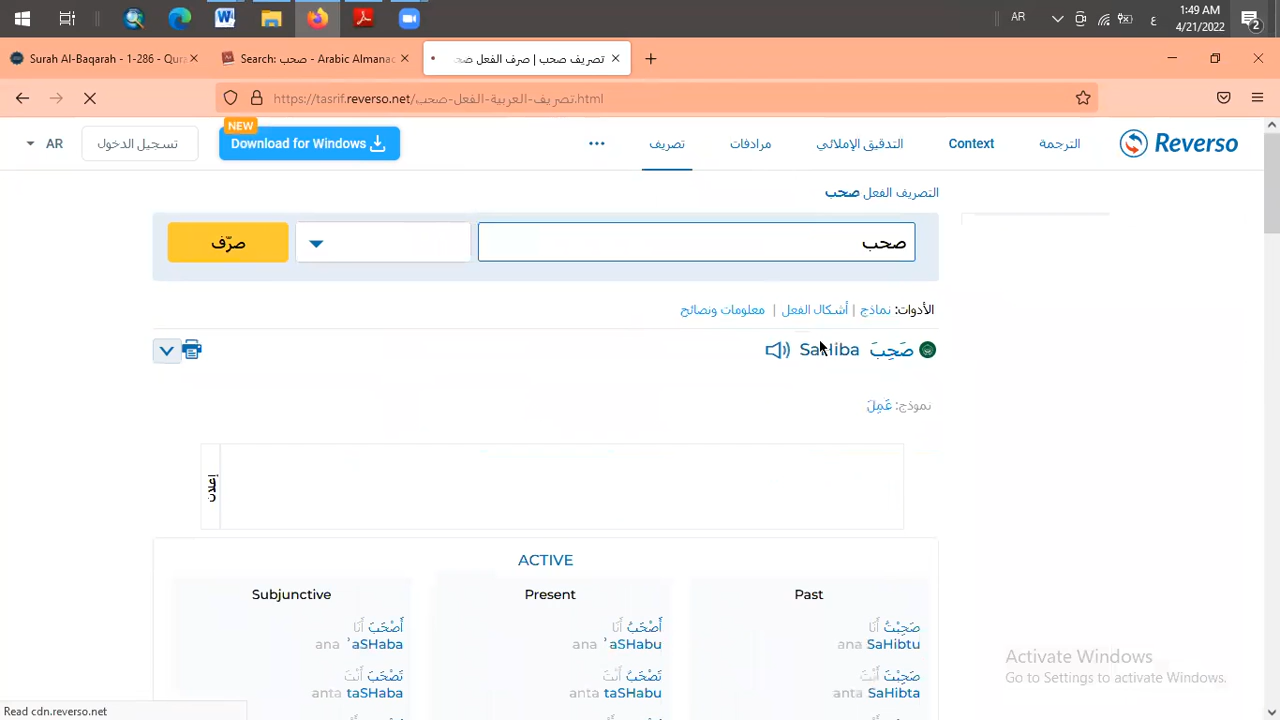 1:49 AM
4/21/2022
AR
ع
2
Surah Al-Baqarah - 1-286 - Qura
Search: صحب - Arabic Almanac
تصريف صحب | صرف الفعل صح
https://tasrif.reverso.net/تصريف-العربية-الفعل-صحب.html
Reverso
الترجمة
Context
التدقيق الإملائي
مرادفات
تصريف
NEW
Download for Windows
تسجيل الدخول
AR
التصريف الفعل صحب
صحب
صرّف
الأدوات: نماذج | أشكال الفعل | معلومات ونصائح
صَحِبَ SaHiba
نموذج: عَمِلَ
إعلان
ACTIVE
Past
Present
Subjunctive
صَحِبْتُ أَنَا
ana SaHibtu
أَصْحَبُ أَنَا
ana ʾaSHabu
أَصْحَبَ أَنَا
ana ʾaSHaba
صَحِبْتَ أَنْتَ
anta SaHibta
تَصْحَبُ أَنْتَ
anta taSHabu
تَصْحَبَ أَنْتَ
anta taSHaba
Activate Windows
Go to Settings to activate Windows.
Read cdn.reverso.net